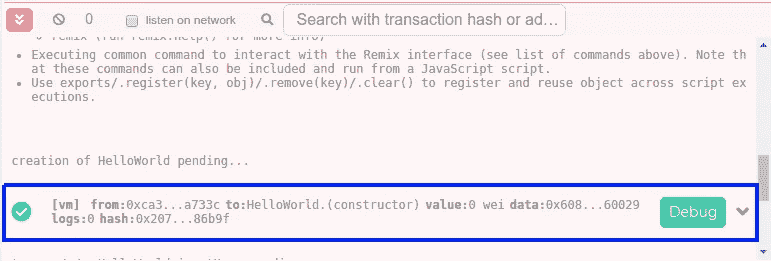 0 listen on network Search with transaction hash or ad...
(run remix.help() for more info)
Executing common command to interact with the Remix interface (see list of commands above). Note th
at these commands can also be included and run from a JavaScript script.
Use exports/.register(key, obj)/.remove(key)/.clear() to register and reuse object across script ex
ecutions.
creation of HelloWorld pending...
[vm] from:0xca3...a733c to:HelloWorld.(constructor) value:0 wei data:0x608...60029
logs:0 hash:0x207...86b9f
Debug